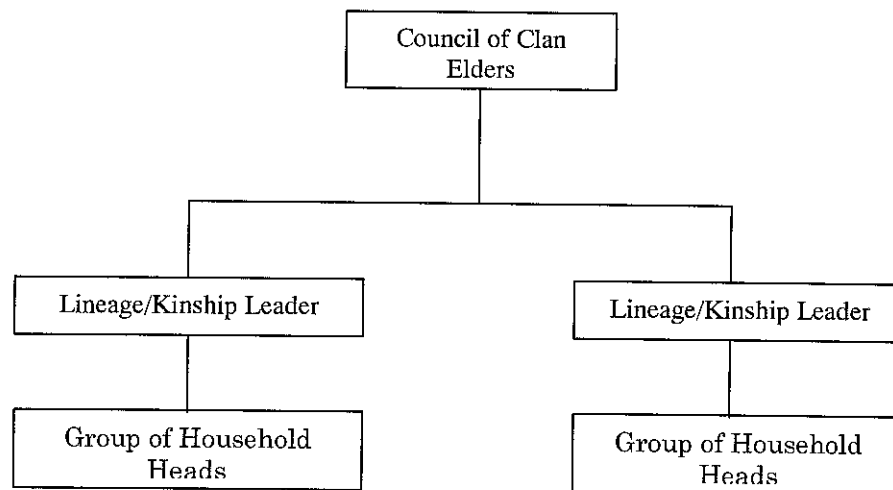 Council of Clan
Elders
Lineage/Kinship Leader
Lineage/Kinship Leader
Group of Household
Heads
Group of Household
Heads